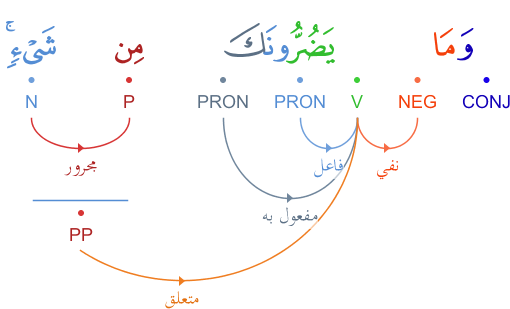 وَمَا يَضُرُّونَكَ مِن شَىْءٍۚ
CONJ NEG V PRON PRON P N
نفي فاعل مجرور
مفعول به
PP
متعلق